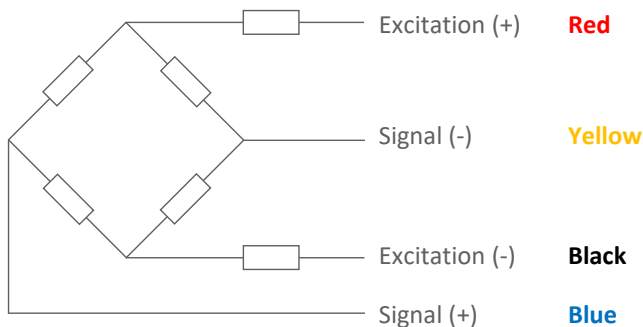 Excitation (+) Red
Signal (-) Yellow
Excitation (-) Black
Signal (+) Blue